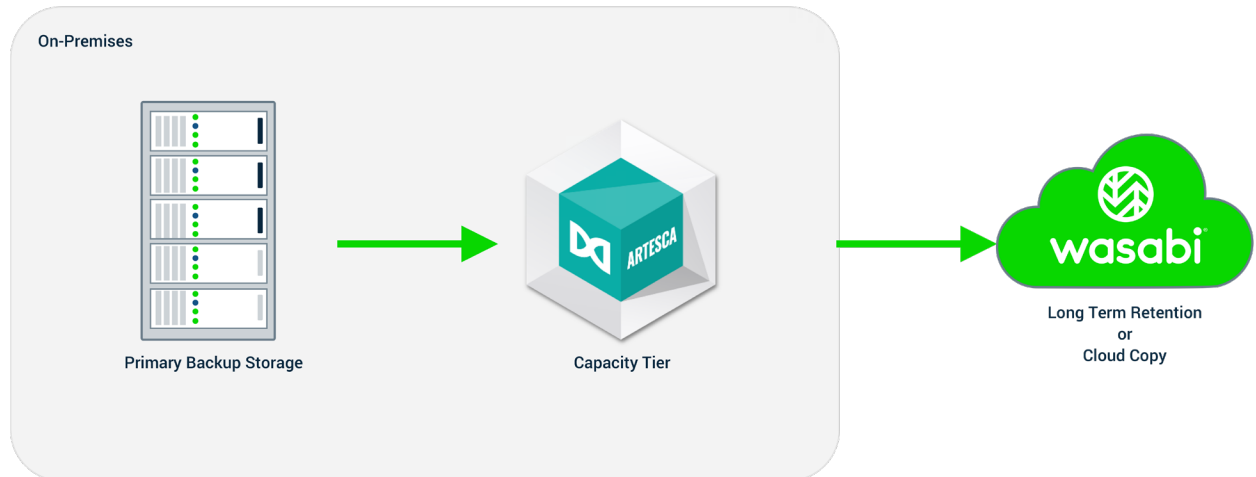 On-Premises
ARTESCA
wasabi
Primary Backup Storage
Capacity Tier
Long Term Retention
or
Cloud Copy